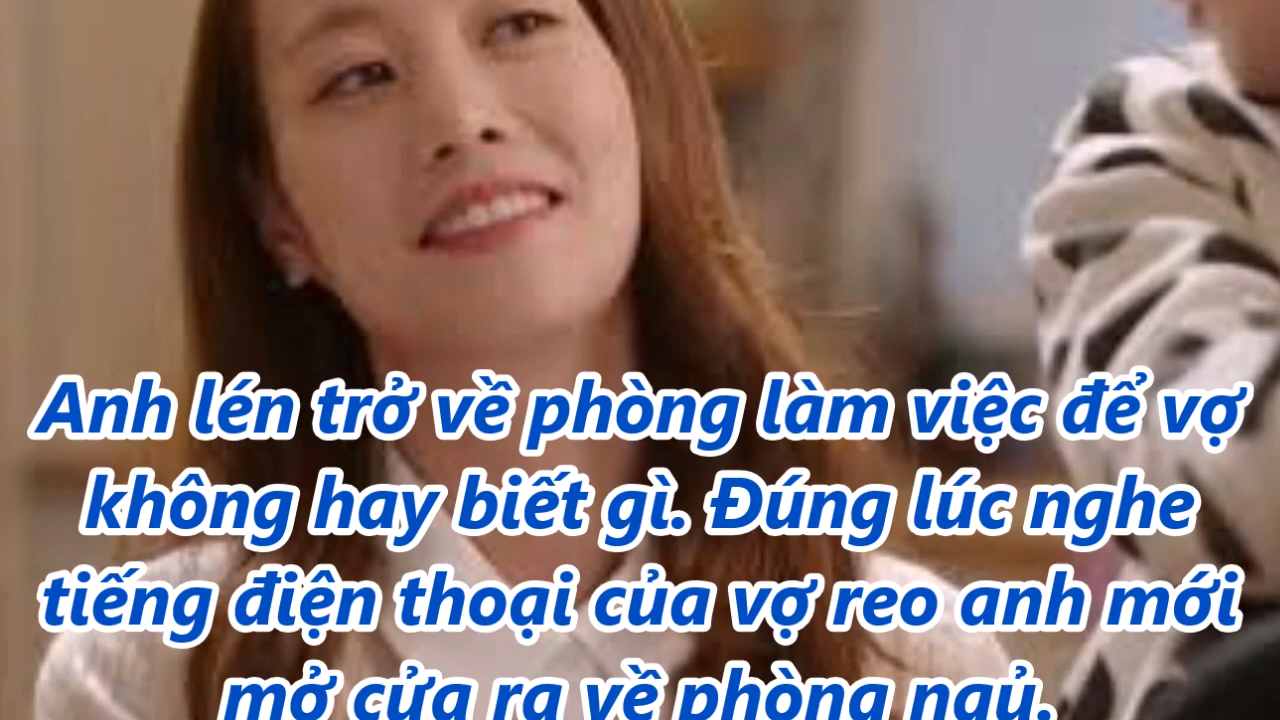 Anh lén trở về phòng làm việc để vợ
không hay biết gì. Đúng lúc nghe
tiếng điện thoại của vợ reo anh mới
mở cửa ra về phòng ngủ.